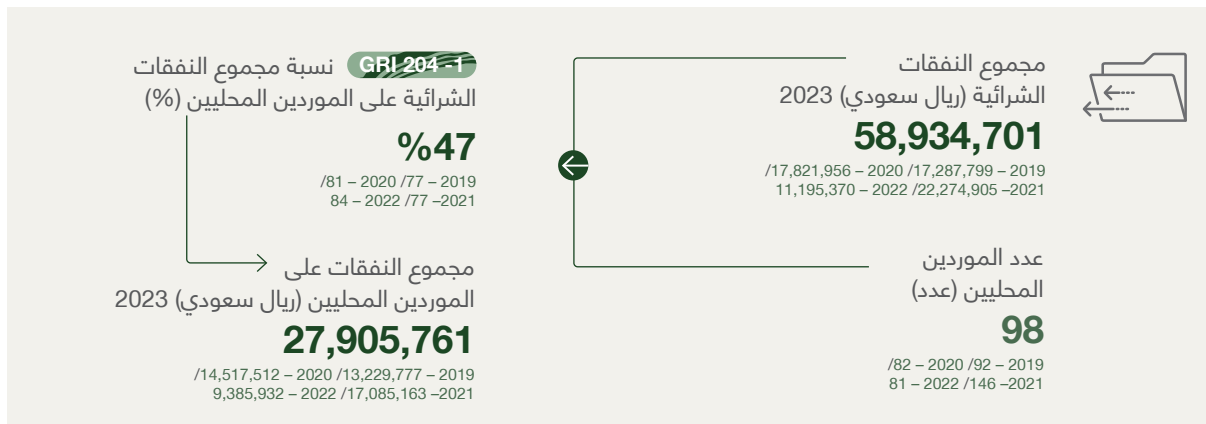 مجموع النفقات
الشرائية (ريال سعودي) 2023
58,934,701
2019 – 17,287,799/ 2020 – 17,821,956/
2021– 22,274,905/ 2022 – 11,195,370
عدد الموردين
المحليين (عدد)
98
2019 – 92/ 2020 – 82/
2021– 146/ 2022 – 81
GRI 204 -1 نسبة مجموع النفقات
الشرائية على الموردين المحليين (%)
%47
2019 – 77/ 2020 – 81/
2021– 77/ 2022 – 84
مجموع النفقات على
الموردين المحليين (ريال سعودي) 2023
27,905,761
2019 – 13,229,777/ 2020 – 14,517,512/
2021– 17,085,163/ 2022 – 9,385,932